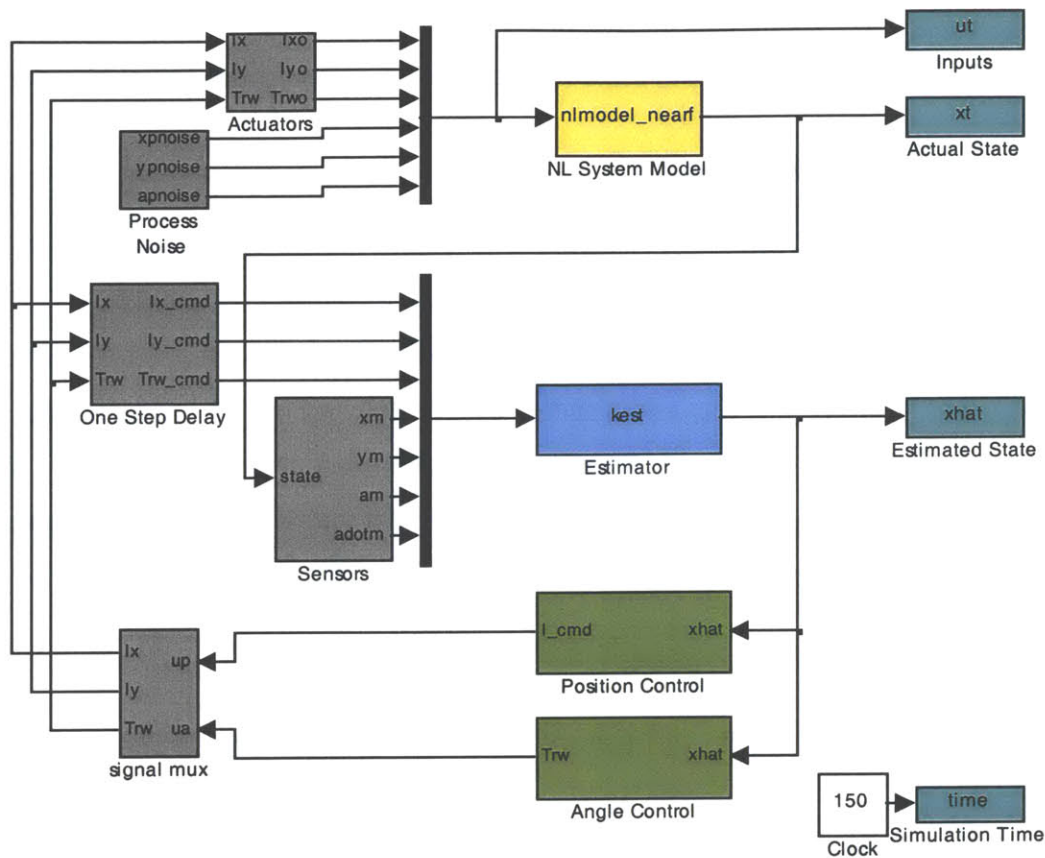 Ix Ixo
Iy Iyo
Trw Trwo
Actuators
xpnoise
ypnoise
apnoise
Process
Noise
nlmodel_nearf
NL System Model
ut
Inputs
xt
Actual State
Ix Ix_cmd
Iy Iy_cmd
Trw Trw_cmd
One Step Delay
state
xm
ym
am
adotm
Sensors
kest
Estimator
xhat
Estimated State
Ix
up
Iy
Trw ua
signal mux
I_cmd xhat
Position Control
Trw xhat
Angle Control
150
Clock
time
Simulation Time